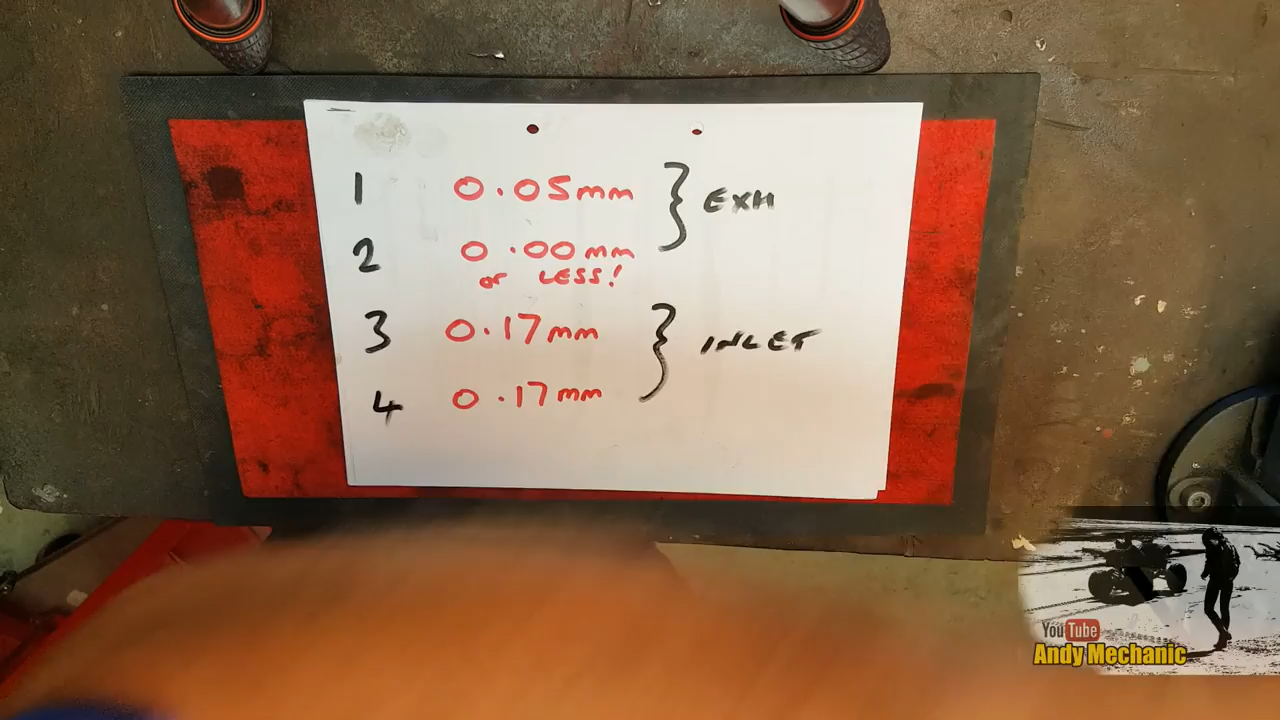 1 0.05mm } EXH
2 0.00mm
or LESS!
3 0.17mm } INLET
4 0.17mm
YouTube
Andy Mechanic